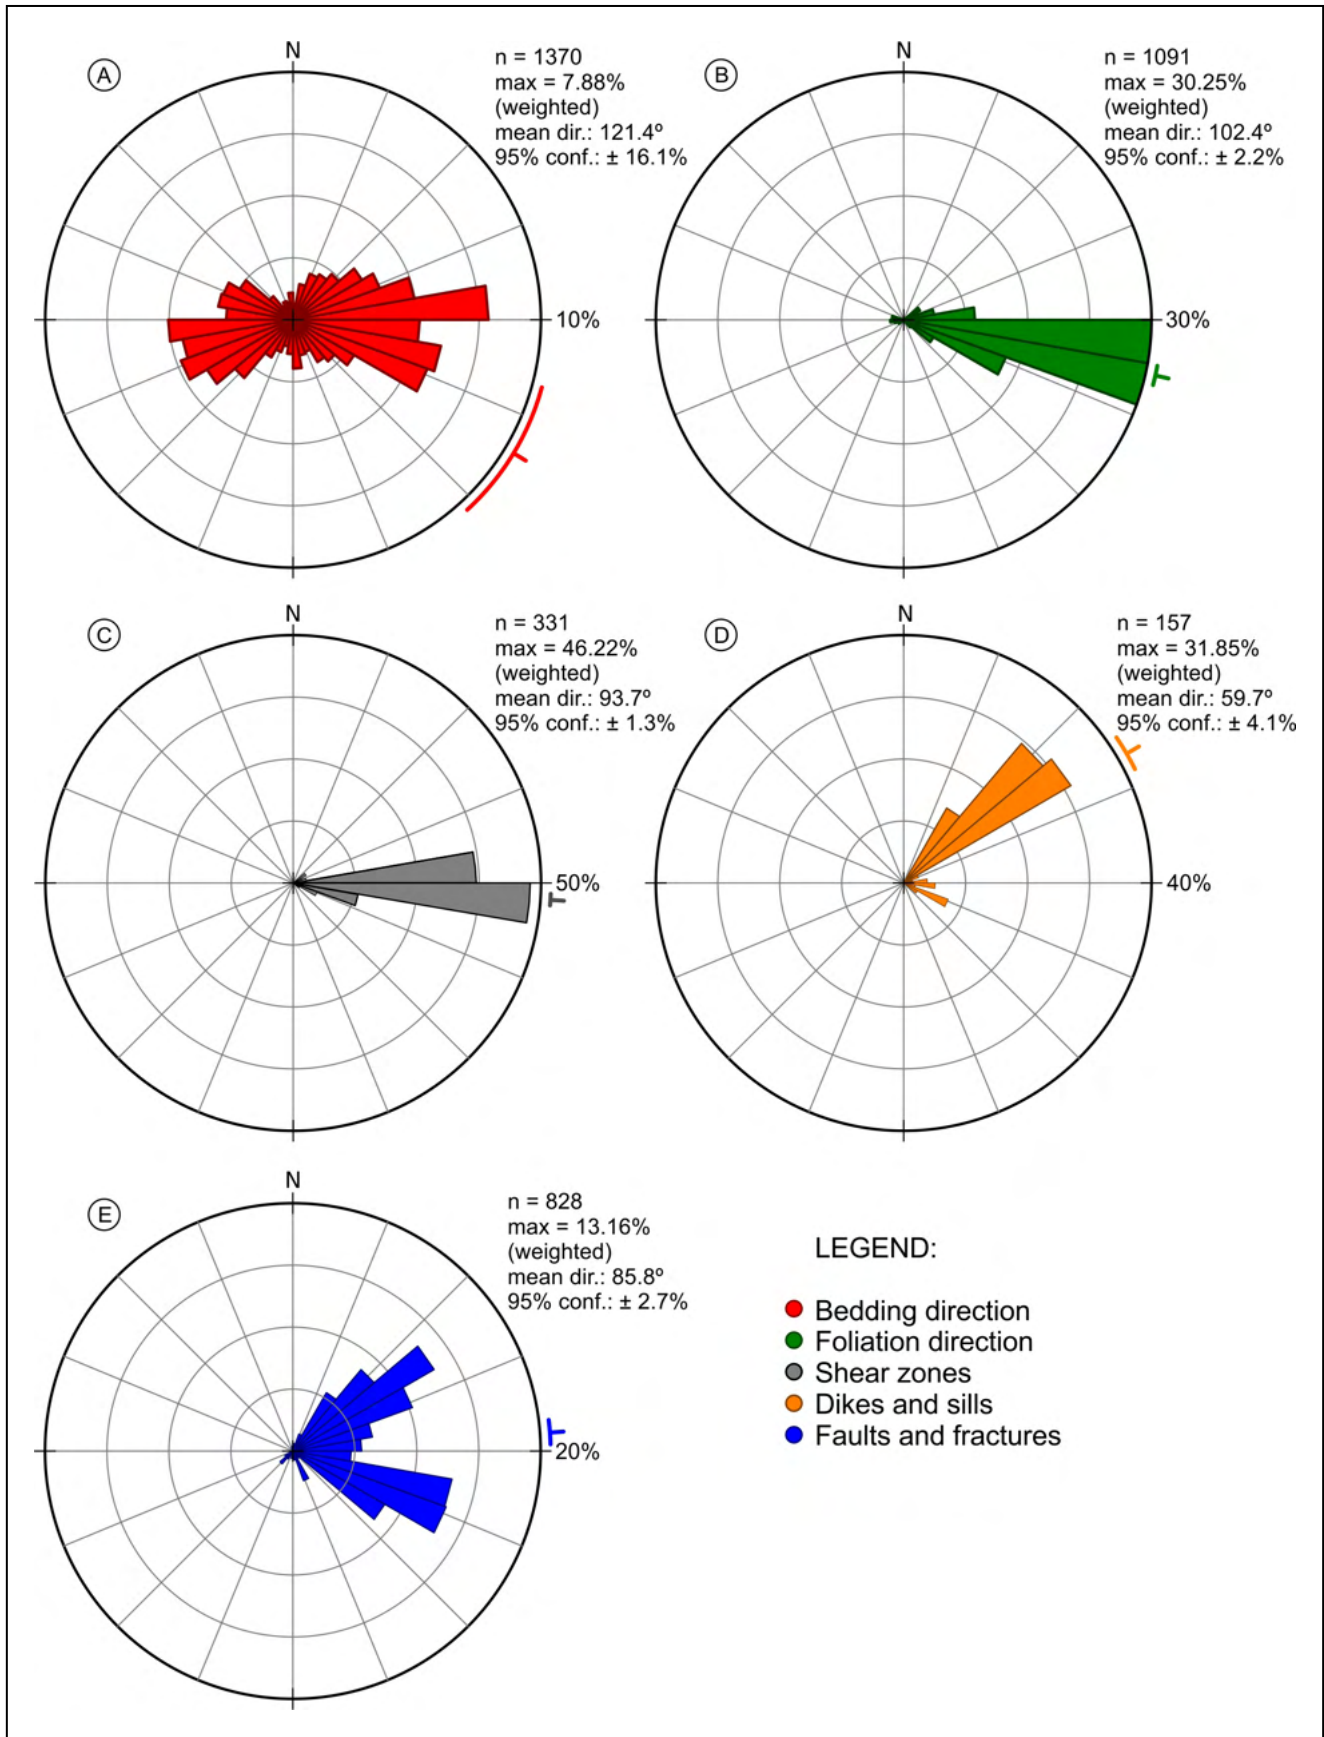 A
N
n = 1370
max = 7.88%
(weighted)
mean dir.: 121.4º
95% conf.: ± 16.1%
10%
B
N
n = 1091
max = 30.25%
(weighted)
mean dir.: 102.4º
95% conf.: ± 2.2%
30%
C
N
n = 331
max = 46.22%
(weighted)
mean dir.: 93.7º
95% conf.: ± 1.3%
50%
D
N
n = 157
max = 31.85%
(weighted)
mean dir.: 59.7º
95% conf.: ± 4.1%
40%
E
N
n = 828
max = 13.16%
(weighted)
mean dir.: 85.8º
95% conf.: ± 2.7%
20%
LEGEND:
Bedding direction
Foliation direction
Shear zones
Dikes and sills
Faults and fractures